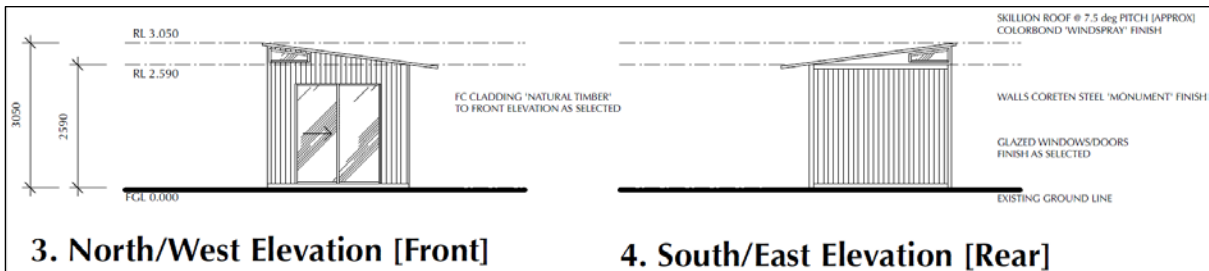 RL 3.050
RL 2.590
3050
2590
FGL 0.000
FC CLADDING 'NATURAL TIMBER'
TO FRONT ELEVATION AS SELECTED
3. North/West Elevation [Front]
SKILLION ROOF @ 7.5 deg PITCH [APPROX]
COLORBOND 'WINDSPRAY' FINISH
WALLS CORETEN STEEL 'MONUMENT' FINISH
GLAZED WINDOWS/DOORS
FINISH AS SELECTED
EXISTING GROUND LINE
4. South/East Elevation [Rear]